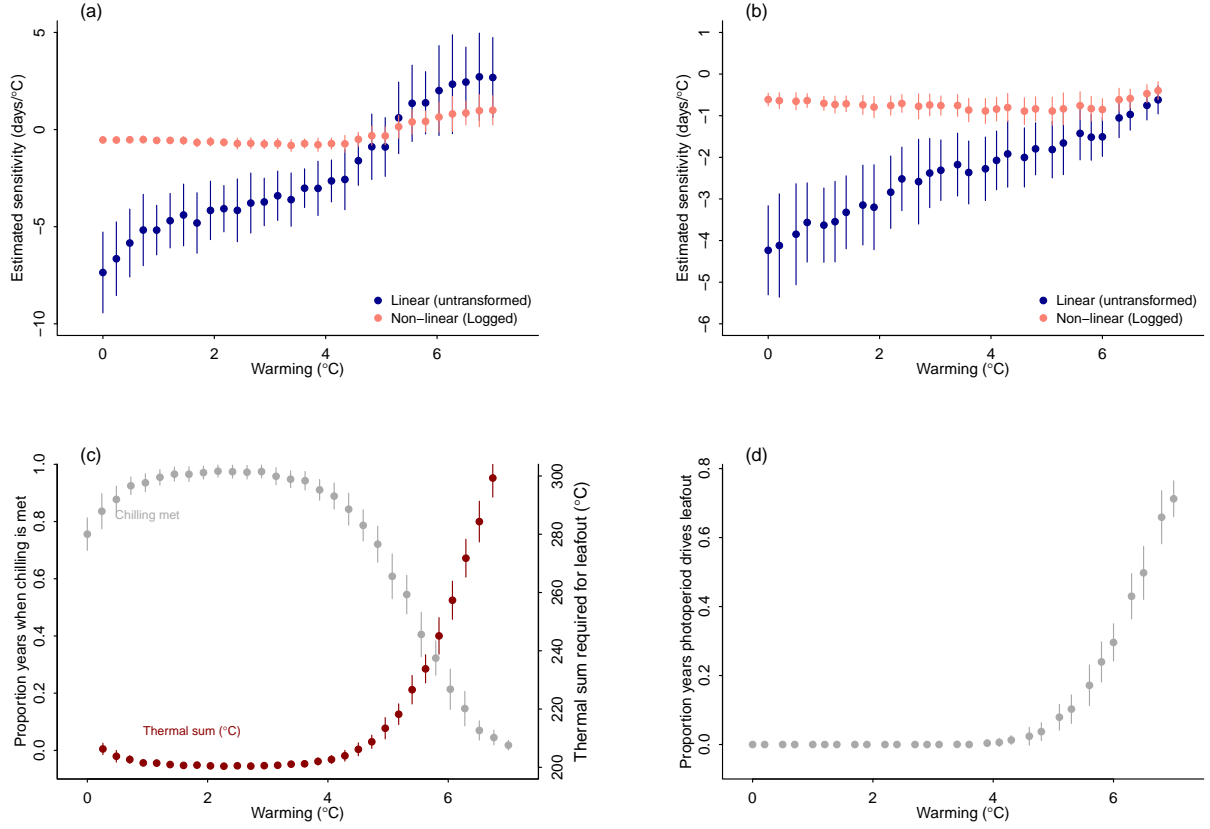 (a)
Estimated sensitivity (days/°C)
5
0
−5
−10
Linear (untransformed)
Non−linear (Logged)
0 2 4 6
Warming (°C)
(b)
Estimated sensitivity (days/°C)
1
0
−1
−2
−3
−4
−5
−6
Linear (untransformed)
Non−linear (Logged)
0 2 4 6
Warming (°C)
(c)
Proportion years when chilling is met
1.0
0.8
0.6
0.4
0.2
0.0
Chilling met
Thermal sum (°C)
300
280
260
240
220
200
Thermal sum required for leafout (°C)
0 2 4 6
Warming (°C)
(d)
Proportion years photoperiod drives leafout
0.8
0.6
0.4
0.2
0.0
0 2 4 6
Warming (°C)